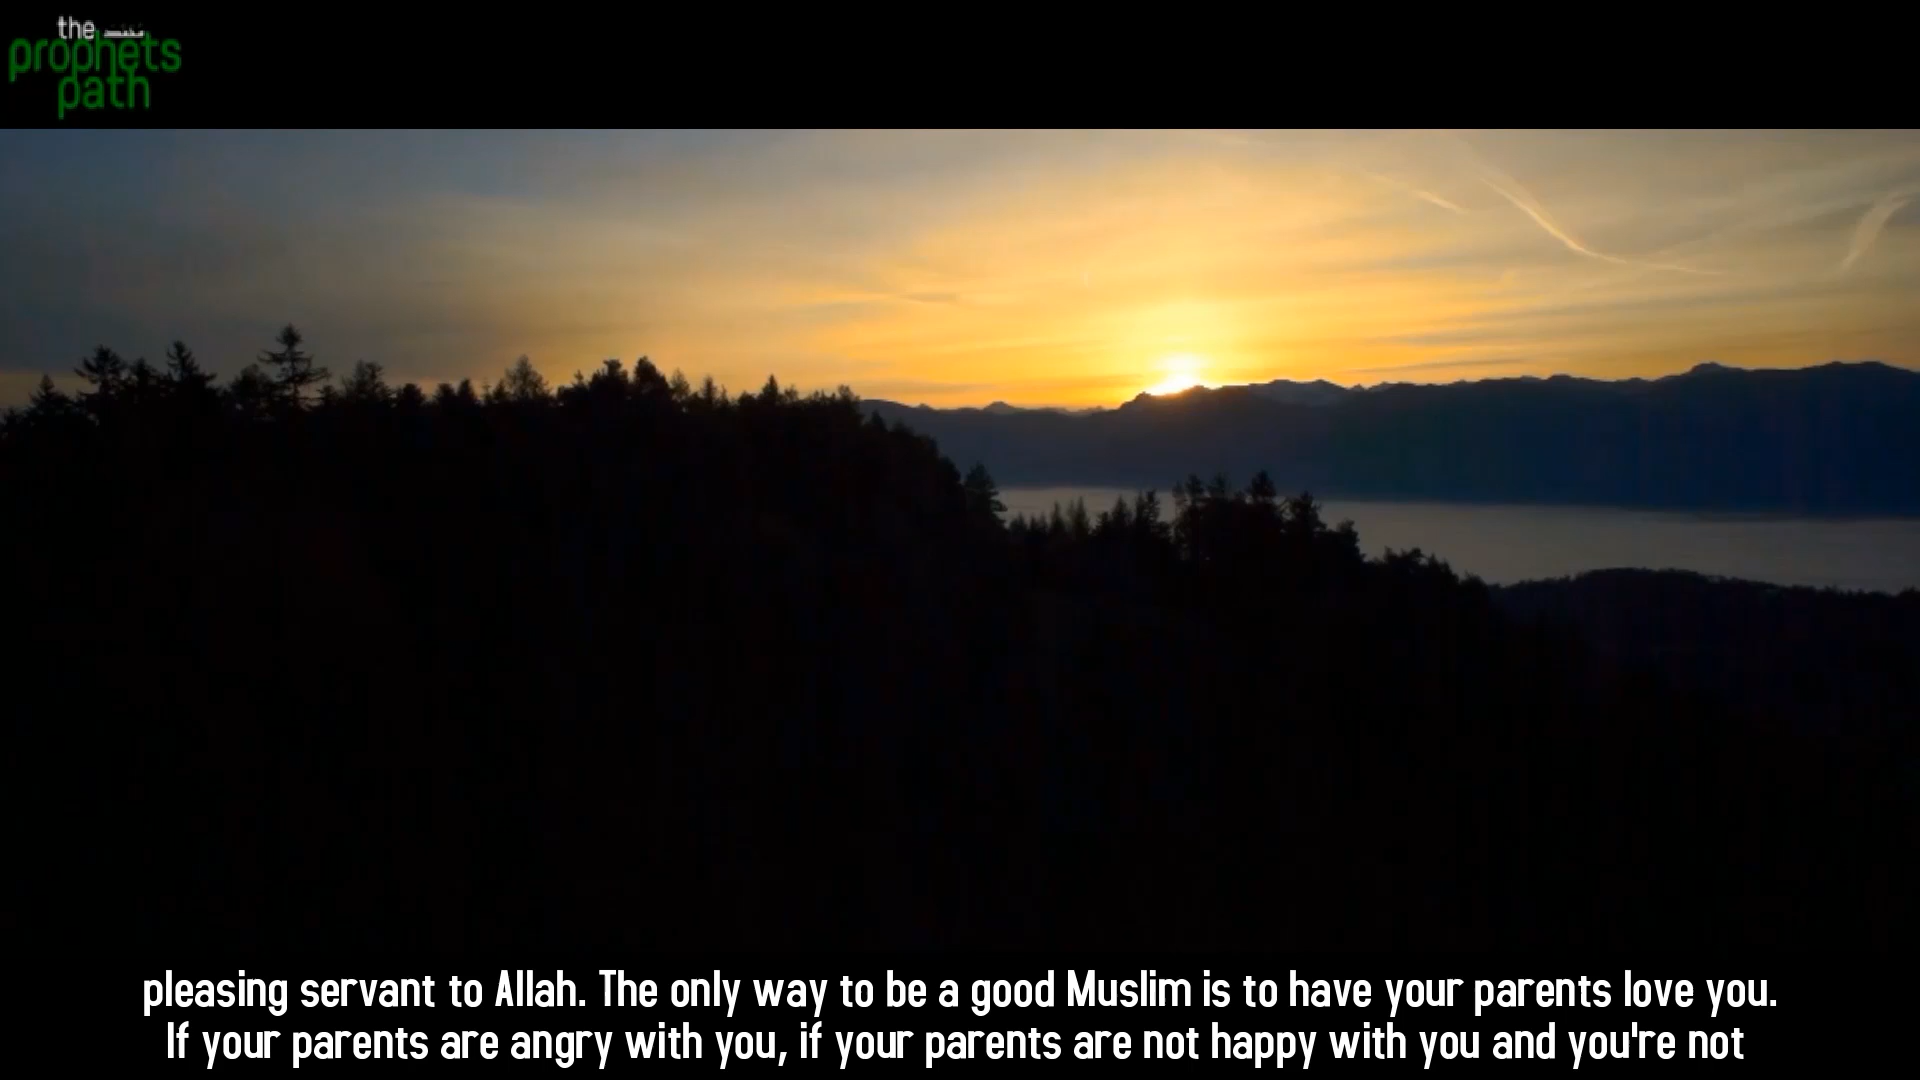 the
prophets
path
pleasing servant to Allah. The only way to be a good Muslim is to have your parents love you.
If your parents are angry with you, if your parents are not happy with you and you're not